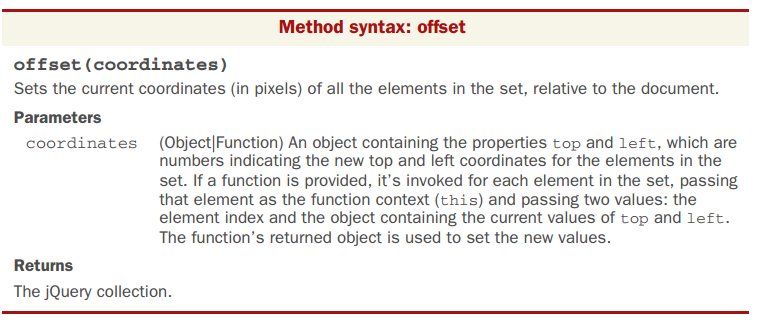 Method syntax: offset
offset(coordinates)
Sets the current coordinates (in pixels) of all the elements in the set, relative to the document.
Parameters
coordinates (Object|Function) An object containing the properties top and left, which are
numbers indicating the new top and left coordinates for the elements in the
set. If a function is provided, it’s invoked for each element in the set, passing
that element as the function context (this) and passing two values: the
element index and the object containing the current values of top and left.
The function’s returned object is used to set the new values.
Returns
The jQuery collection.